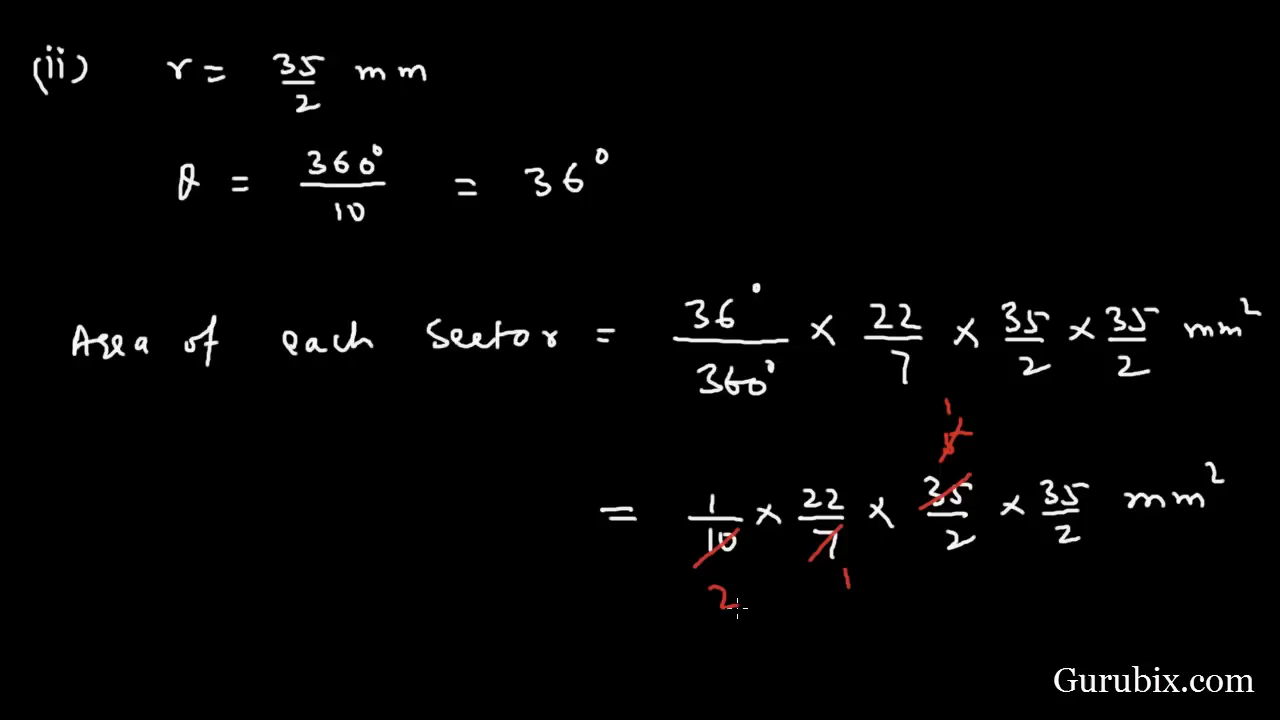 (ii) r = 35/2 mm
θ = 360°/10 = 36°
Area of each Sector = 36°/360° × 22/7 × 35/2 × 35/2 mm²
1
5
= 1/10 × 22/7 × 35/2 × 35/2 mm²
2 1
Gurubix.com